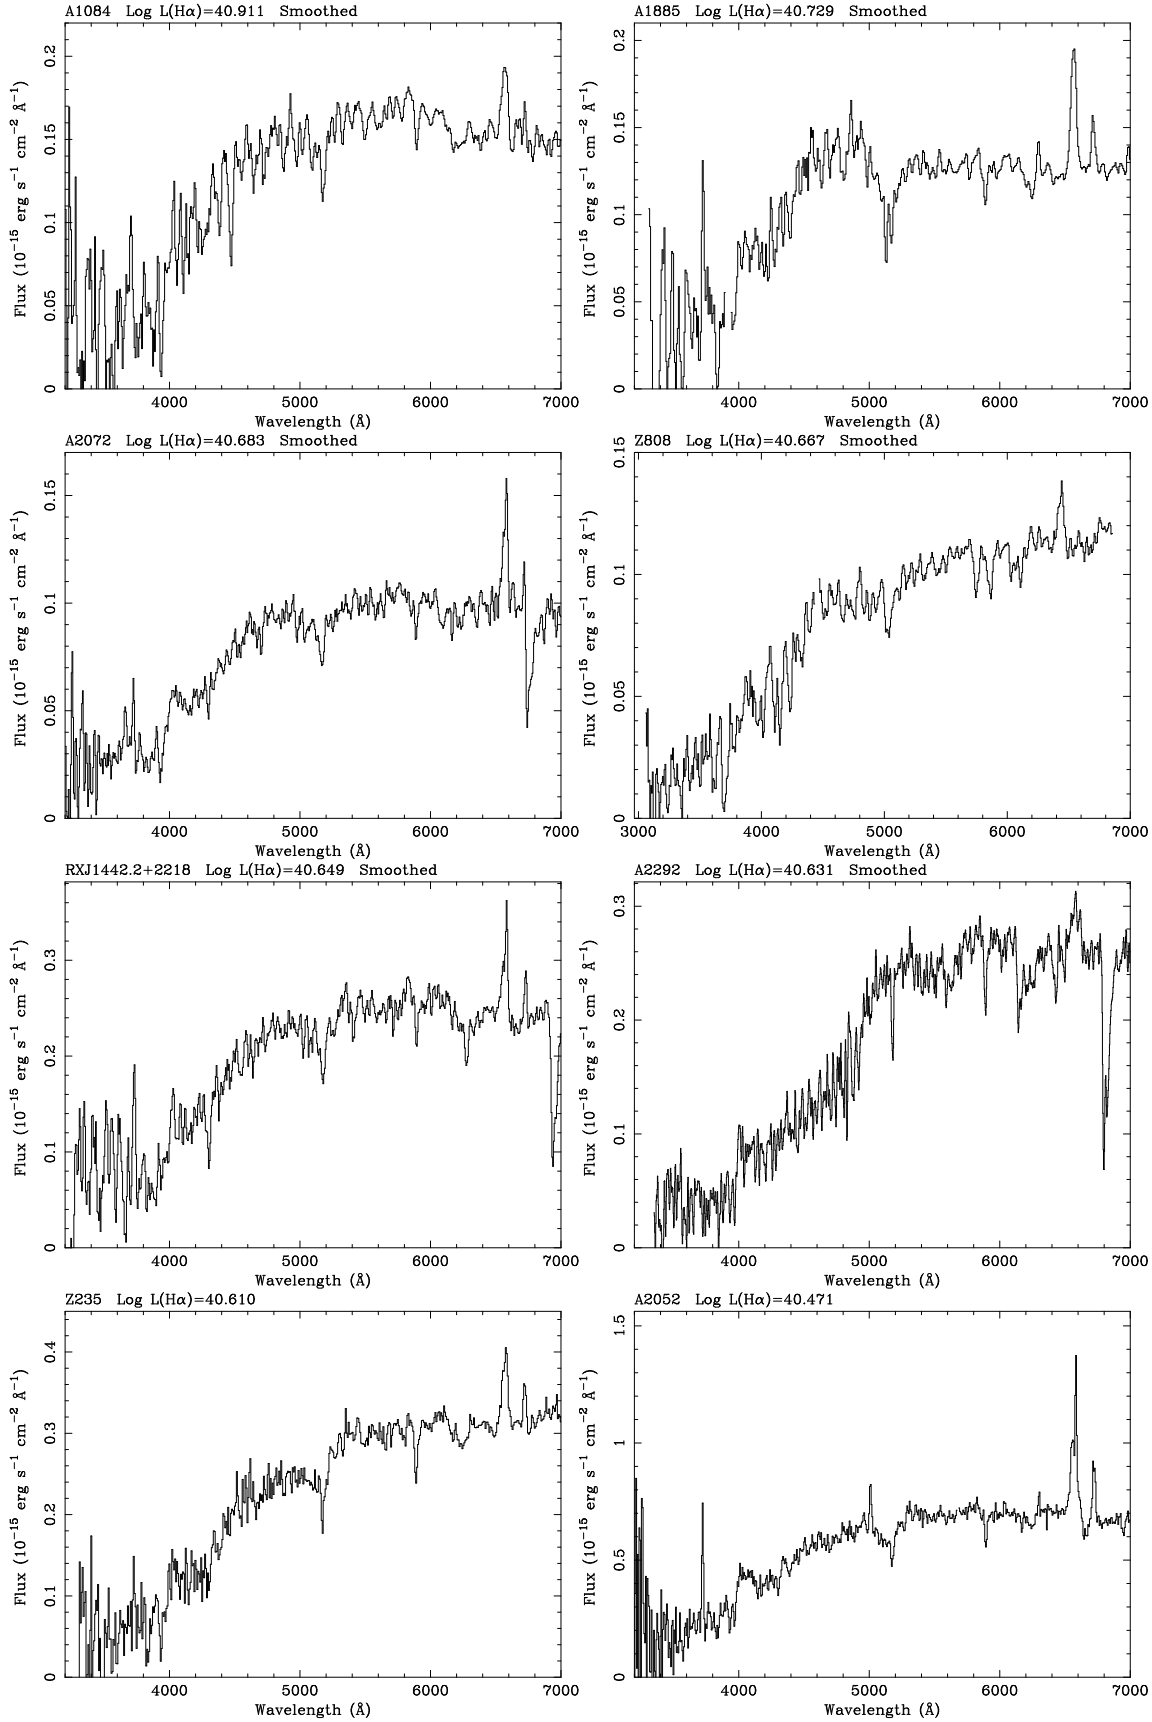 A1084 Log L(Hα)=40.911 Smoothed
Flux (10⁻¹⁵ erg s⁻¹ cm⁻² Å⁻¹)
0.2
0.15
0.1
0.05
0
4000 5000 6000 7000
Wavelength (Å)
A1885 Log L(Hα)=40.729 Smoothed
Flux (10⁻¹⁵ erg s⁻¹ cm⁻² Å⁻¹)
0.2
0.15
0.1
0.05
0
4000 5000 6000 7000
Wavelength (Å)
A2072 Log L(Hα)=40.683 Smoothed
Flux (10⁻¹⁵ erg s⁻¹ cm⁻² Å⁻¹)
0.15
0.1
0.05
0
4000 5000 6000 7000
Wavelength (Å)
Z808 Log L(Hα)=40.667 Smoothed
Flux (10⁻¹⁵ erg s⁻¹ cm⁻² Å⁻¹)
0.15
0.1
0.05
0
3000 4000 5000 6000 7000
Wavelength (Å)
RXJ1442.2+2218 Log L(Hα)=40.649 Smoothed
Flux (10⁻¹⁵ erg s⁻¹ cm⁻² Å⁻¹)
0.3
0.2
0.1
0
4000 5000 6000 7000
Wavelength (Å)
A2292 Log L(Hα)=40.631 Smoothed
Flux (10⁻¹⁵ erg s⁻¹ cm⁻² Å⁻¹)
0.3
0.2
0.1
0
4000 5000 6000 7000
Wavelength (Å)
Z235 Log L(Hα)=40.610
Flux (10⁻¹⁵ erg s⁻¹ cm⁻² Å⁻¹)
0.4
0.3
0.2
0.1
0
4000 5000 6000 7000
Wavelength (Å)
A2052 Log L(Hα)=40.471
Flux (10⁻¹⁵ erg s⁻¹ cm⁻² Å⁻¹)
1.5
1
0.5
0
4000 5000 6000 7000
Wavelength (Å)